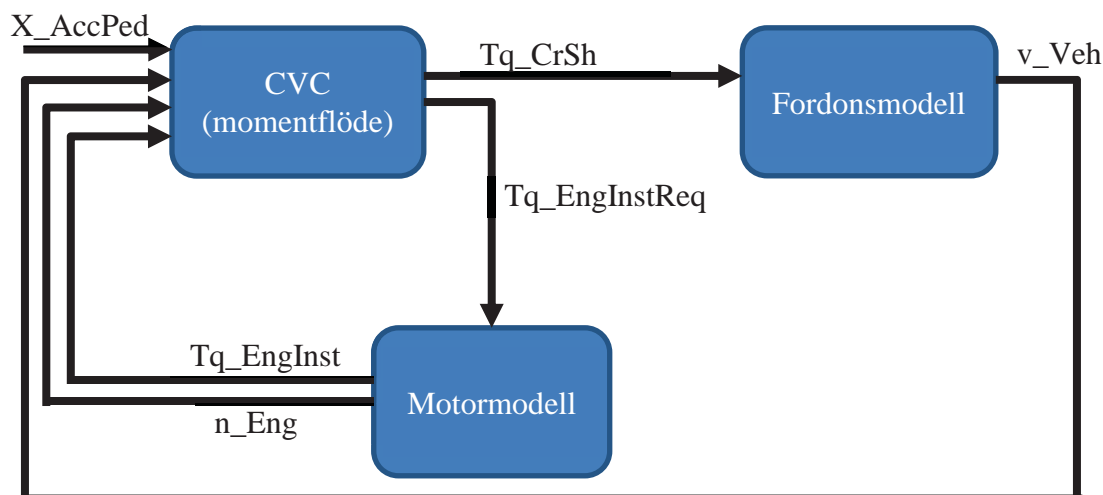 X_AccPed
Tq_CrSh
v_Veh
CVC
(momentflöde)
Fordonsmodell
Tq_EngInstReq
Tq_EngInst
n_Eng
Motormodell